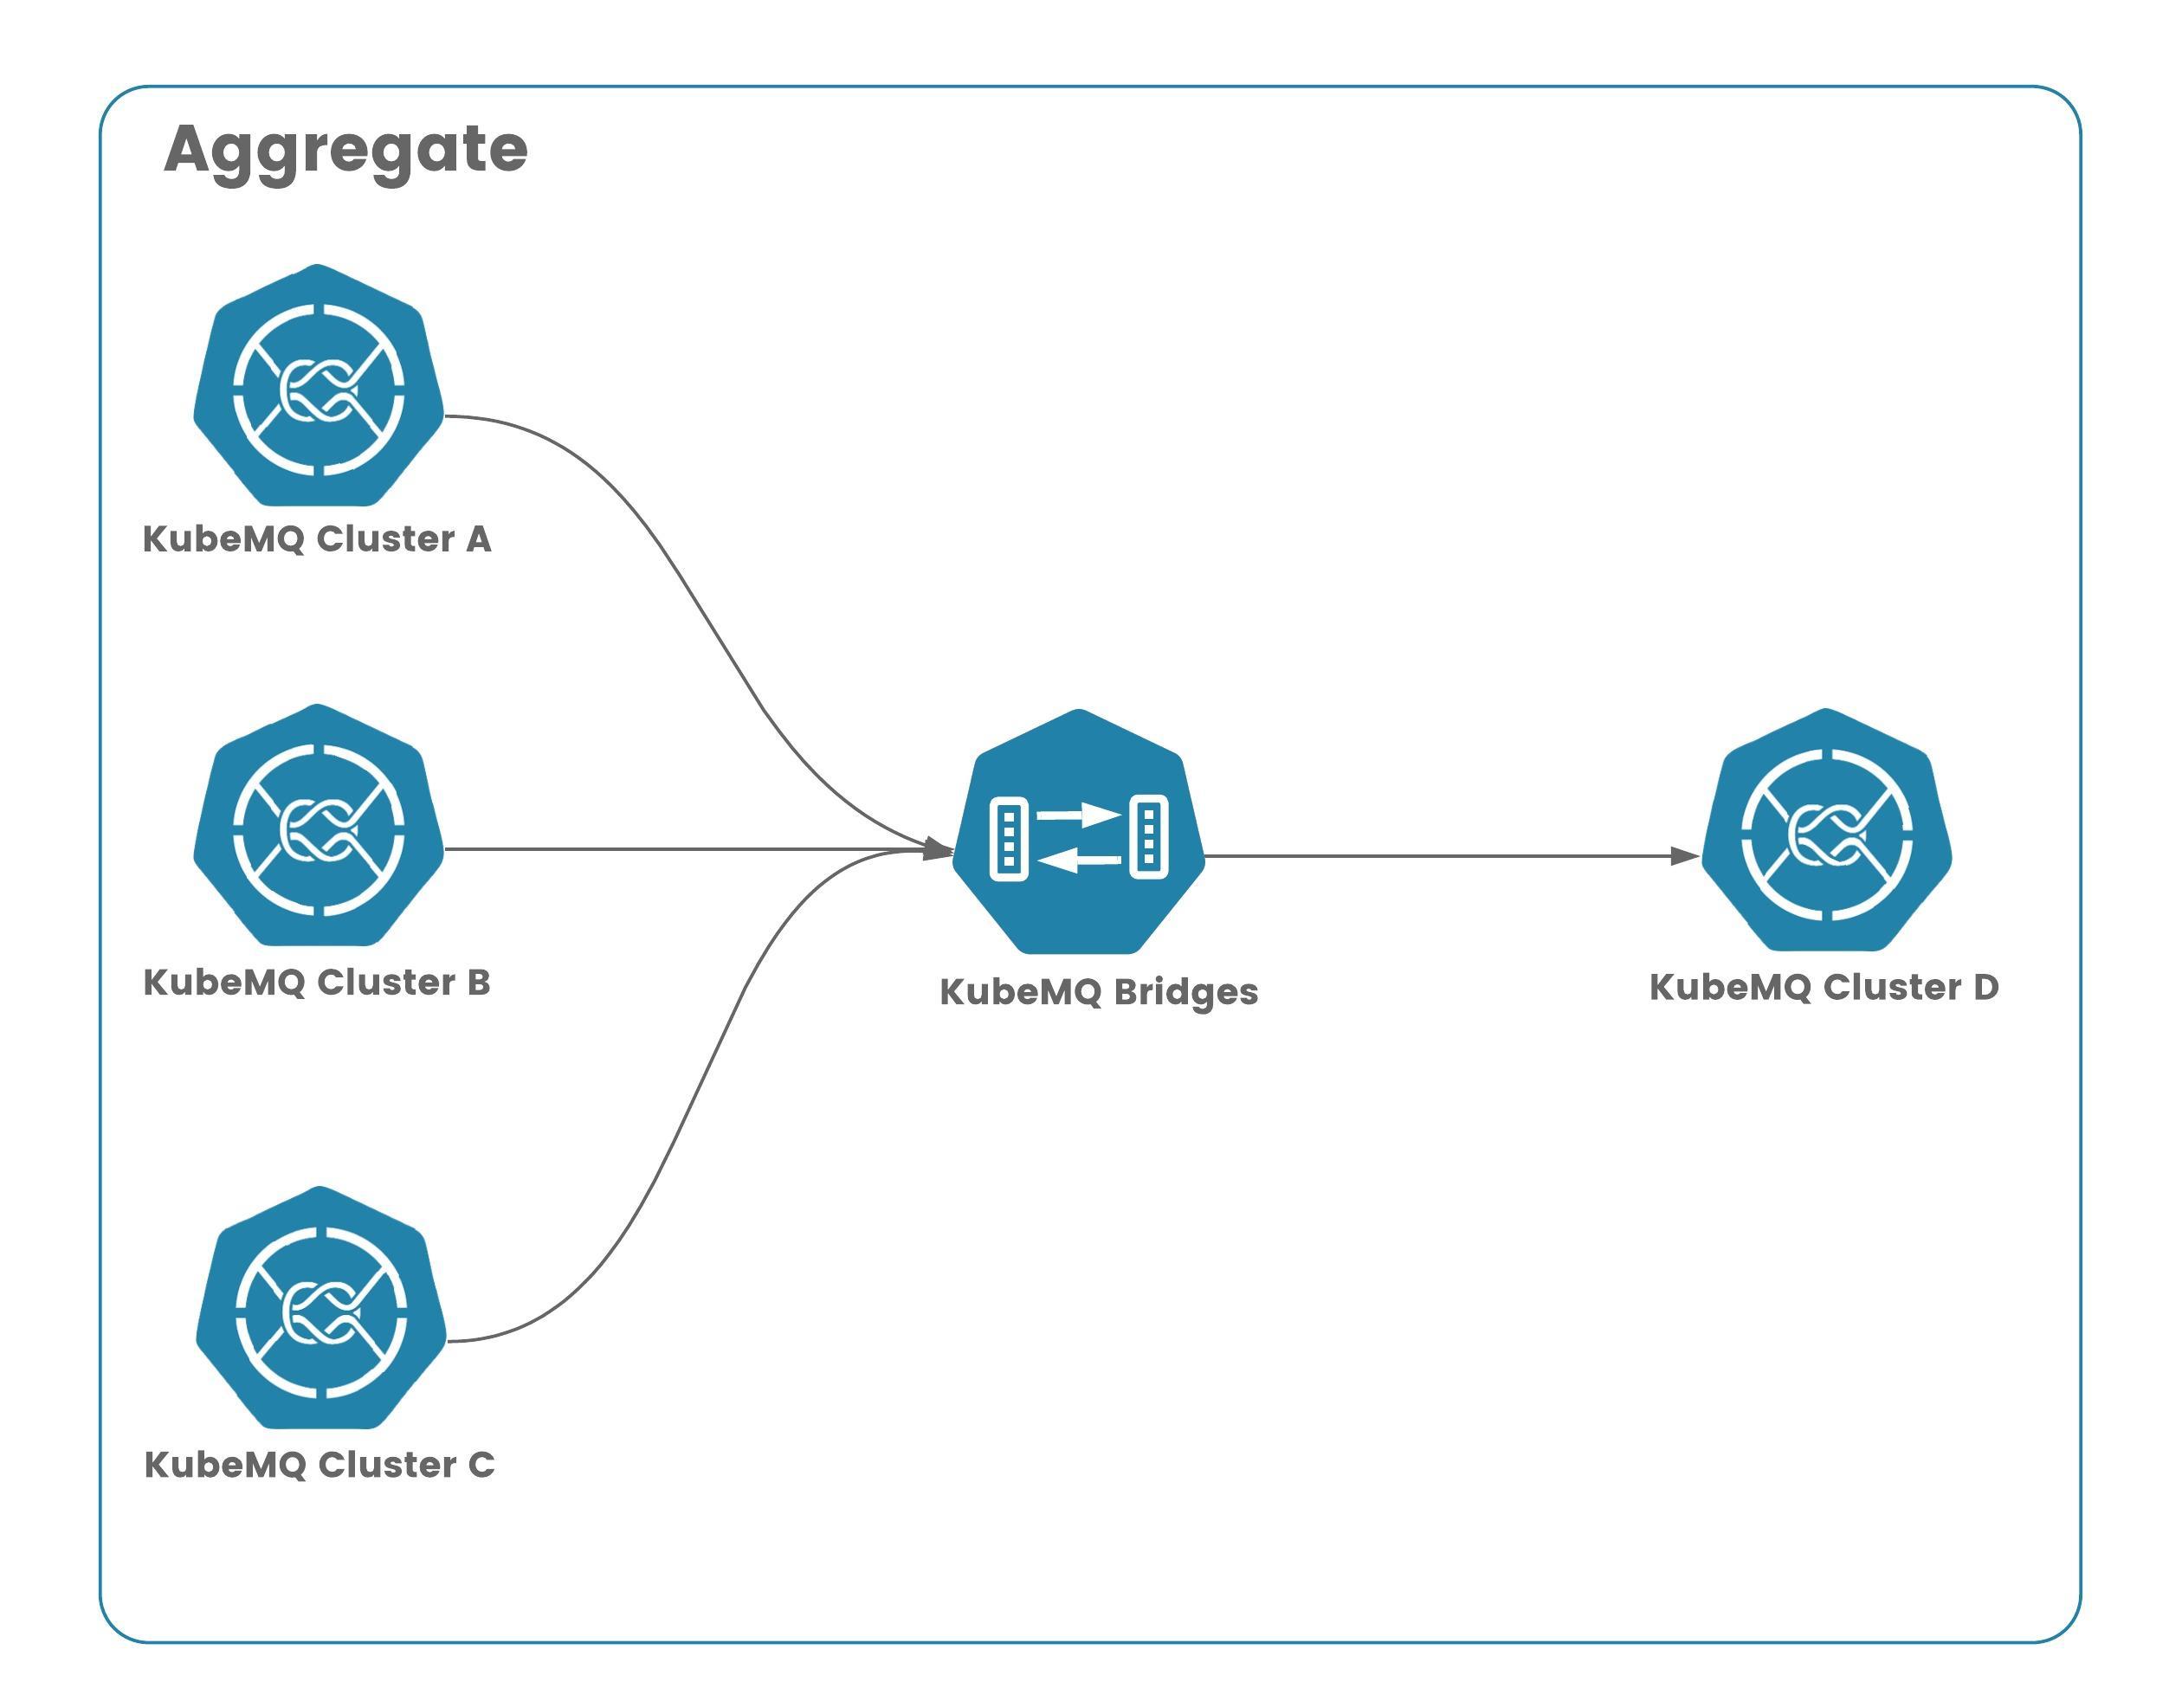 Aggregate
KubeMQ Cluster A
KubeMQ Cluster B
KubeMQ Bridges
KubeMQ Cluster D
KubeMQ Cluster C